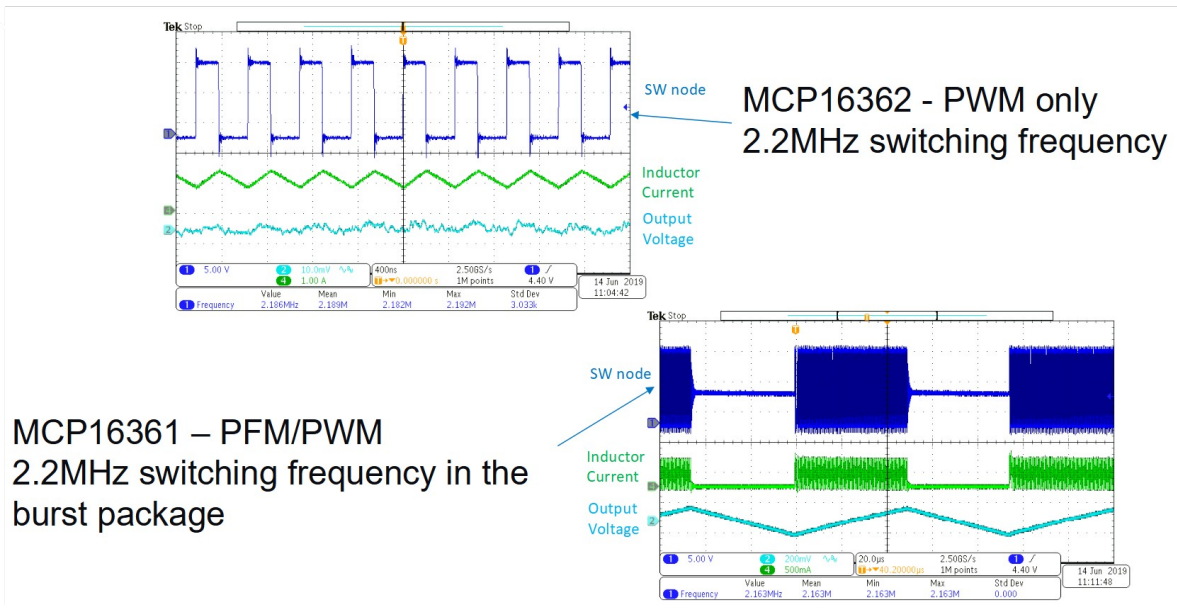 Tek Stop
SW node
MCP16362 - PWM only
2.2MHz switching frequency
Inductor
Current
Output
Voltage
1 5.00 V 2 10.0mV 400ns 2.50GS/s 1 /
4 1.00 A T→▼0.000000 s 1M points 4.40 V
14 Jun 2019
11:04:42
Value Mean Min Max Std Dev
1 Frequency 2.186MHz 2.189M 2.182M 2.192M 3.033k
Tek Stop
SW node
MCP16361 – PFM/PWM
2.2MHz switching frequency in the
burst package
Inductor
Current
Output
Voltage
1 5.00 V 2 200mV 20.0µs 2.50GS/s 1 /
4 500mA T→▼40.20000µs 1M points 4.40 V
14 Jun 2019
11:11:48
Value Mean Min Max Std Dev
1 Frequency 2.163MHz 2.163M 2.163M 2.163M 0.000